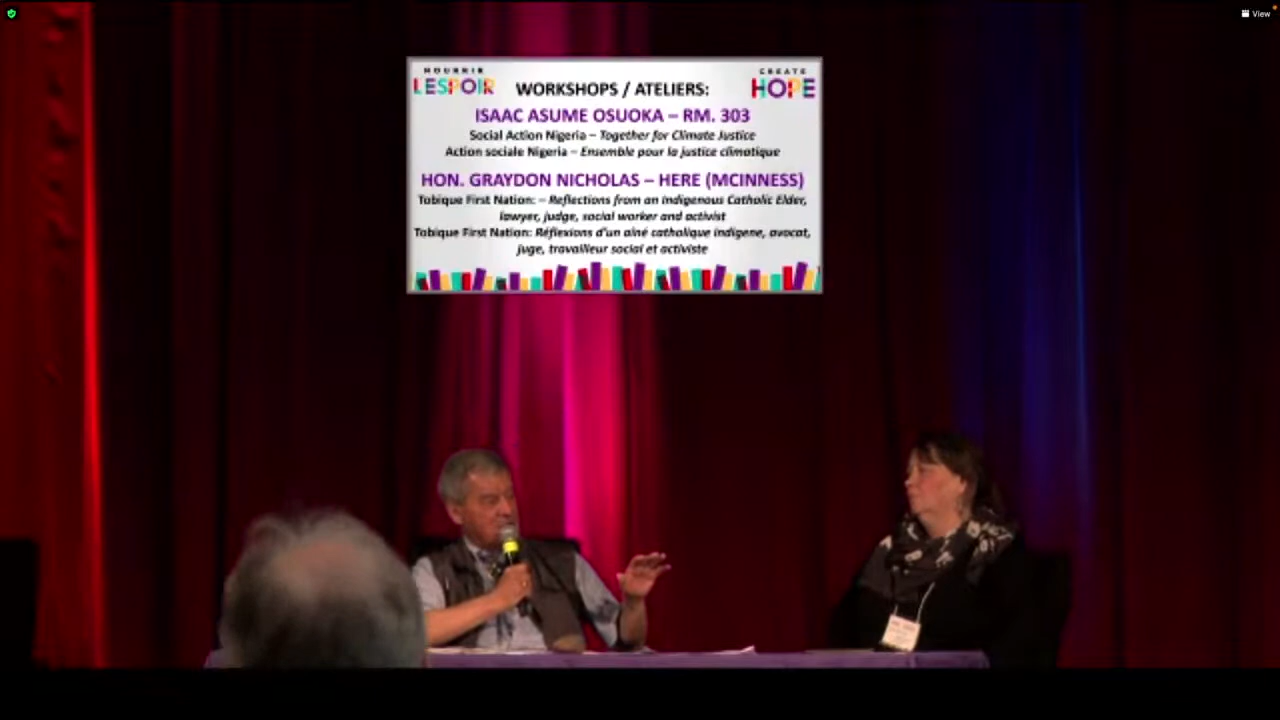 View
NOURRIR
LESPOIR
CREATE
HOPE
WORKSHOPS / ATELIERS:
ISAAC ASUME OSUOKA – RM. 303
Social Action Nigeria – Together for Climate Justice
Action sociale Nigeria – Ensemble pour la justice climatique
HON. GRAYDON NICHOLAS – HERE (MCINNESS)
Tobique First Nation: – Reflections from an Indigenous Catholic Elder,
lawyer, judge, social worker and activist
Tobique First Nation: Réflexions d'un aîné catholique indigène, avocat,
juge, travailleur social et activiste